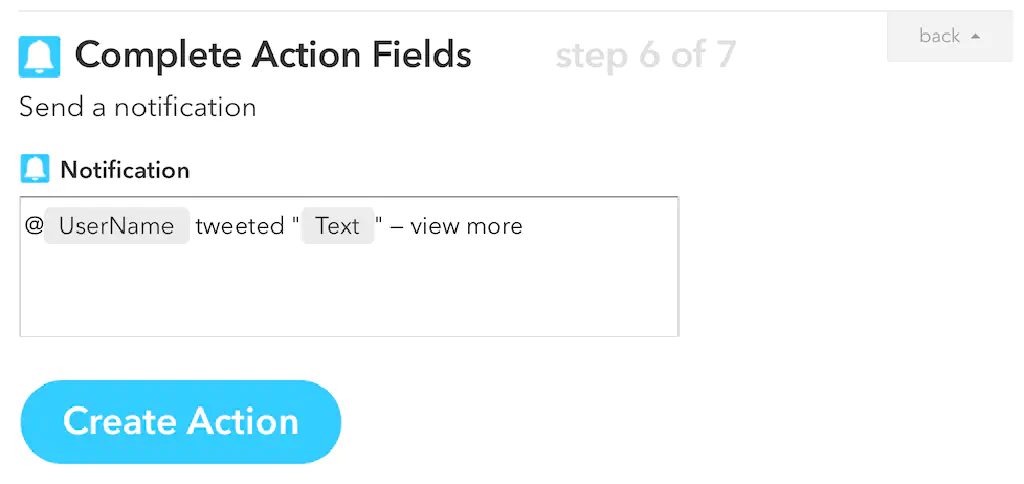 Complete Action Fields step 6 of 7 back
Send a notification
Notification
@ UserName tweeted " Text " – view more
Create Action